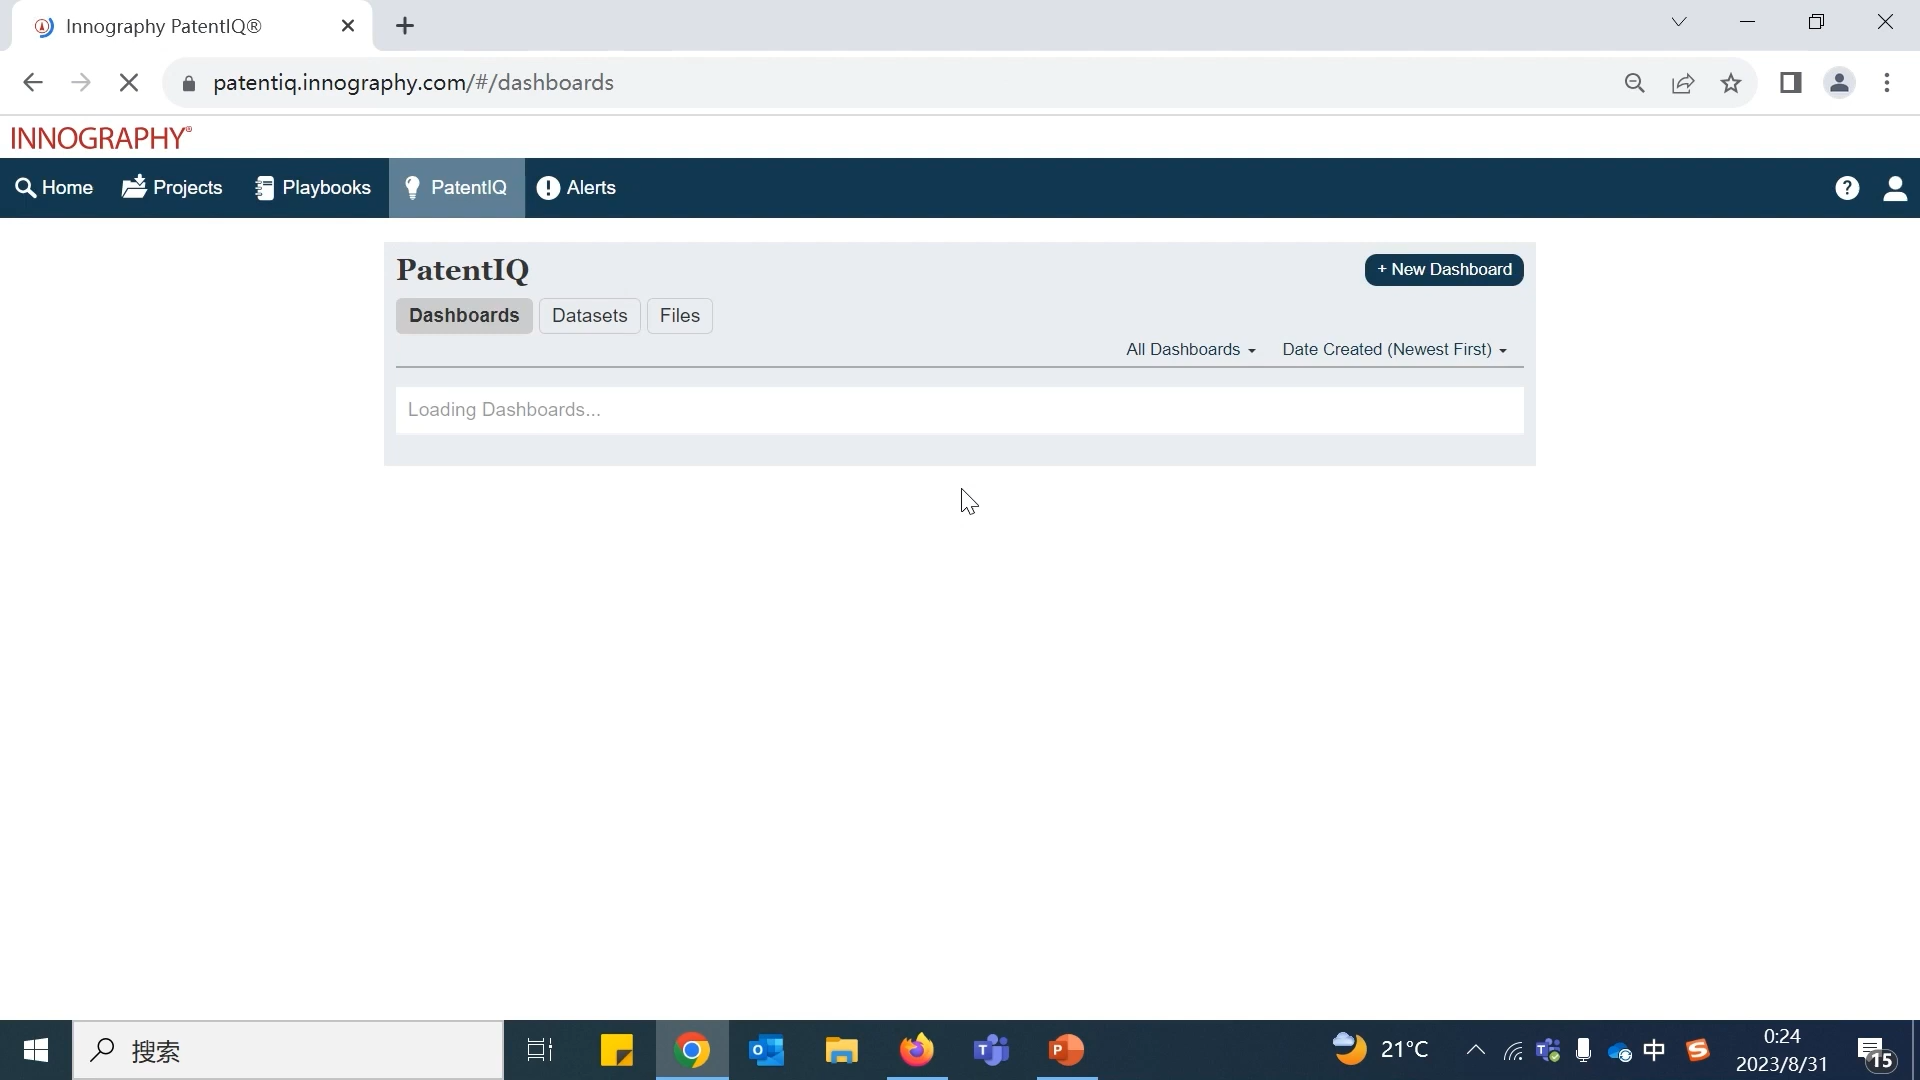 Innography PatentIQ®
patentiq.innography.com/#/dashboards
INNOGRAPHY®
Home
Projects
Playbooks
PatentIQ
Alerts
PatentIQ
+ New Dashboard
Dashboards
Datasets
Files
All Dashboards
Date Created (Newest First)
Loading Dashboards...
搜索
21°C
中
0:24
2023/8/31
15